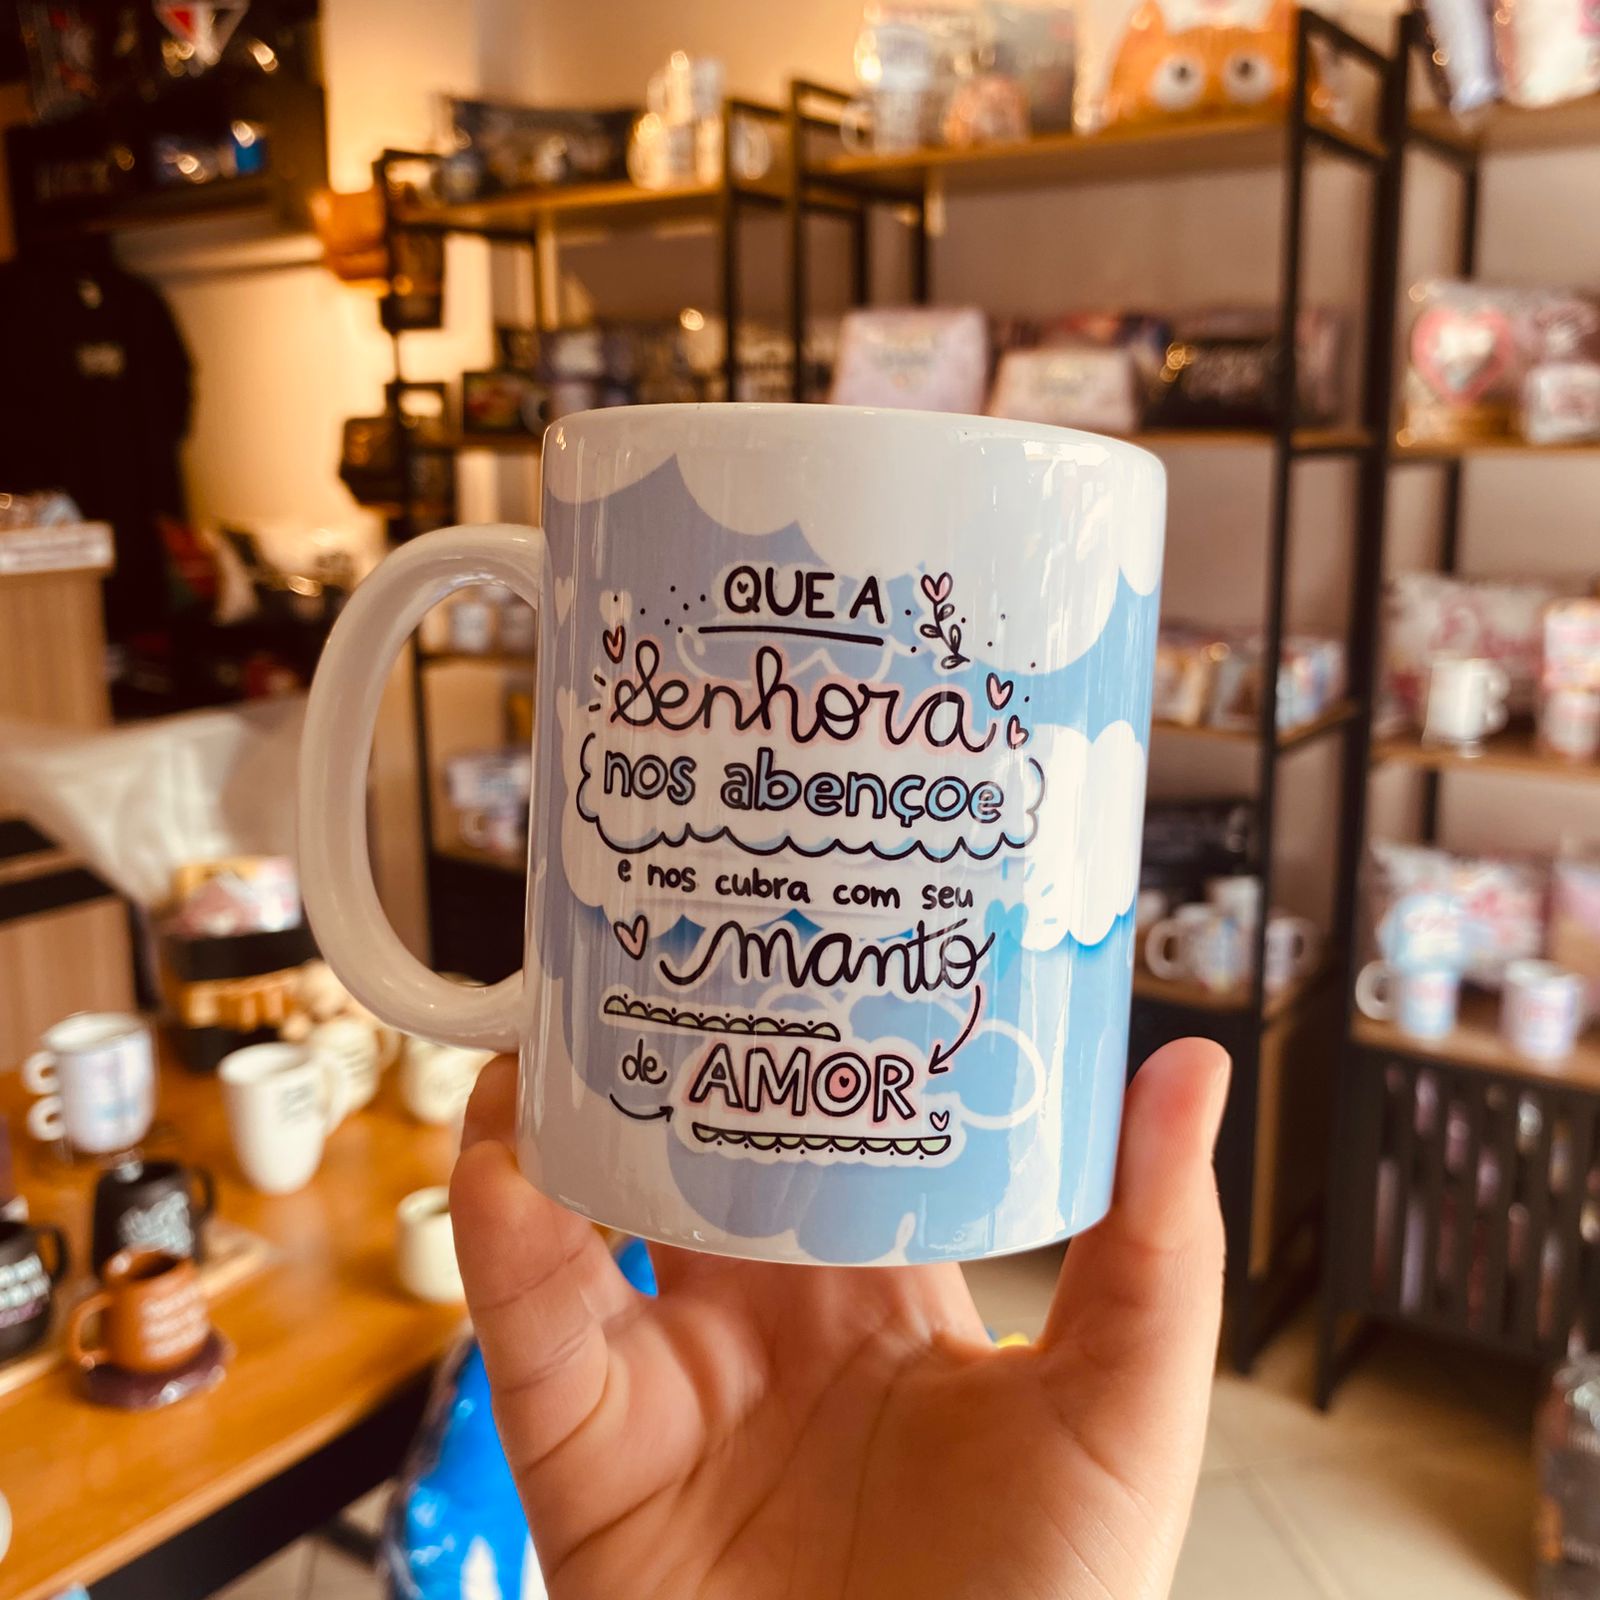 QUE A
Senhora
nos abençoe
e nos cubra com seu
manto
de AMOR